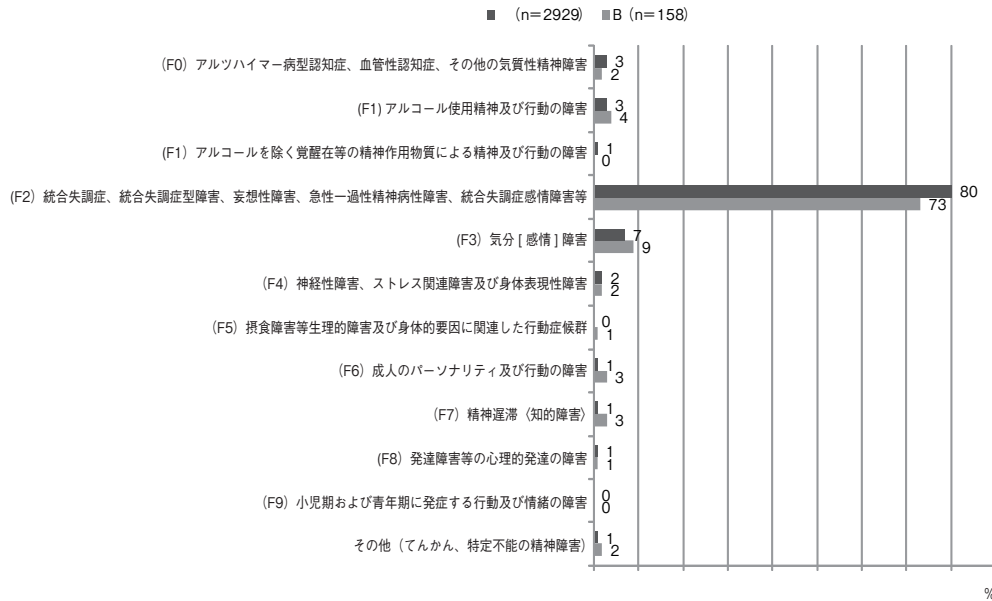 ■ （n=2929） ■B（n=158）
（F0）アルツハイマー病型認知症、血管性認知症、その他の気質性精神障害
3
2
(F1) アルコール使用精神及び行動の障害
3
4
（F1）アルコールを除く覚醒在等の精神作用物質による精神及び行動の障害
1
0
(F2）統合失調症、統合失調症型障害、妄想性障害、急性一過性精神病性障害、統合失調症感情障害等
80
73
（F3）気分 [ 感情 ] 障害
7
9
（F4）神経性障害、ストレス関連障害及び身体表現性障害
2
2
（F5）摂食障害等生理的障害及び身体的要因に関連した行動症候群
0
1
（F6）成人のパーソナリティ及び行動の障害
1
3
（F7）精神遅滞〈知的障害〉
1
3
(F8）発達障害等の心理的発達の障害
1
1
（F9）小児期および青年期に発症する行動及び情緒の障害
0
0
その他（てんかん、特定不能の精神障害）
1
2
%